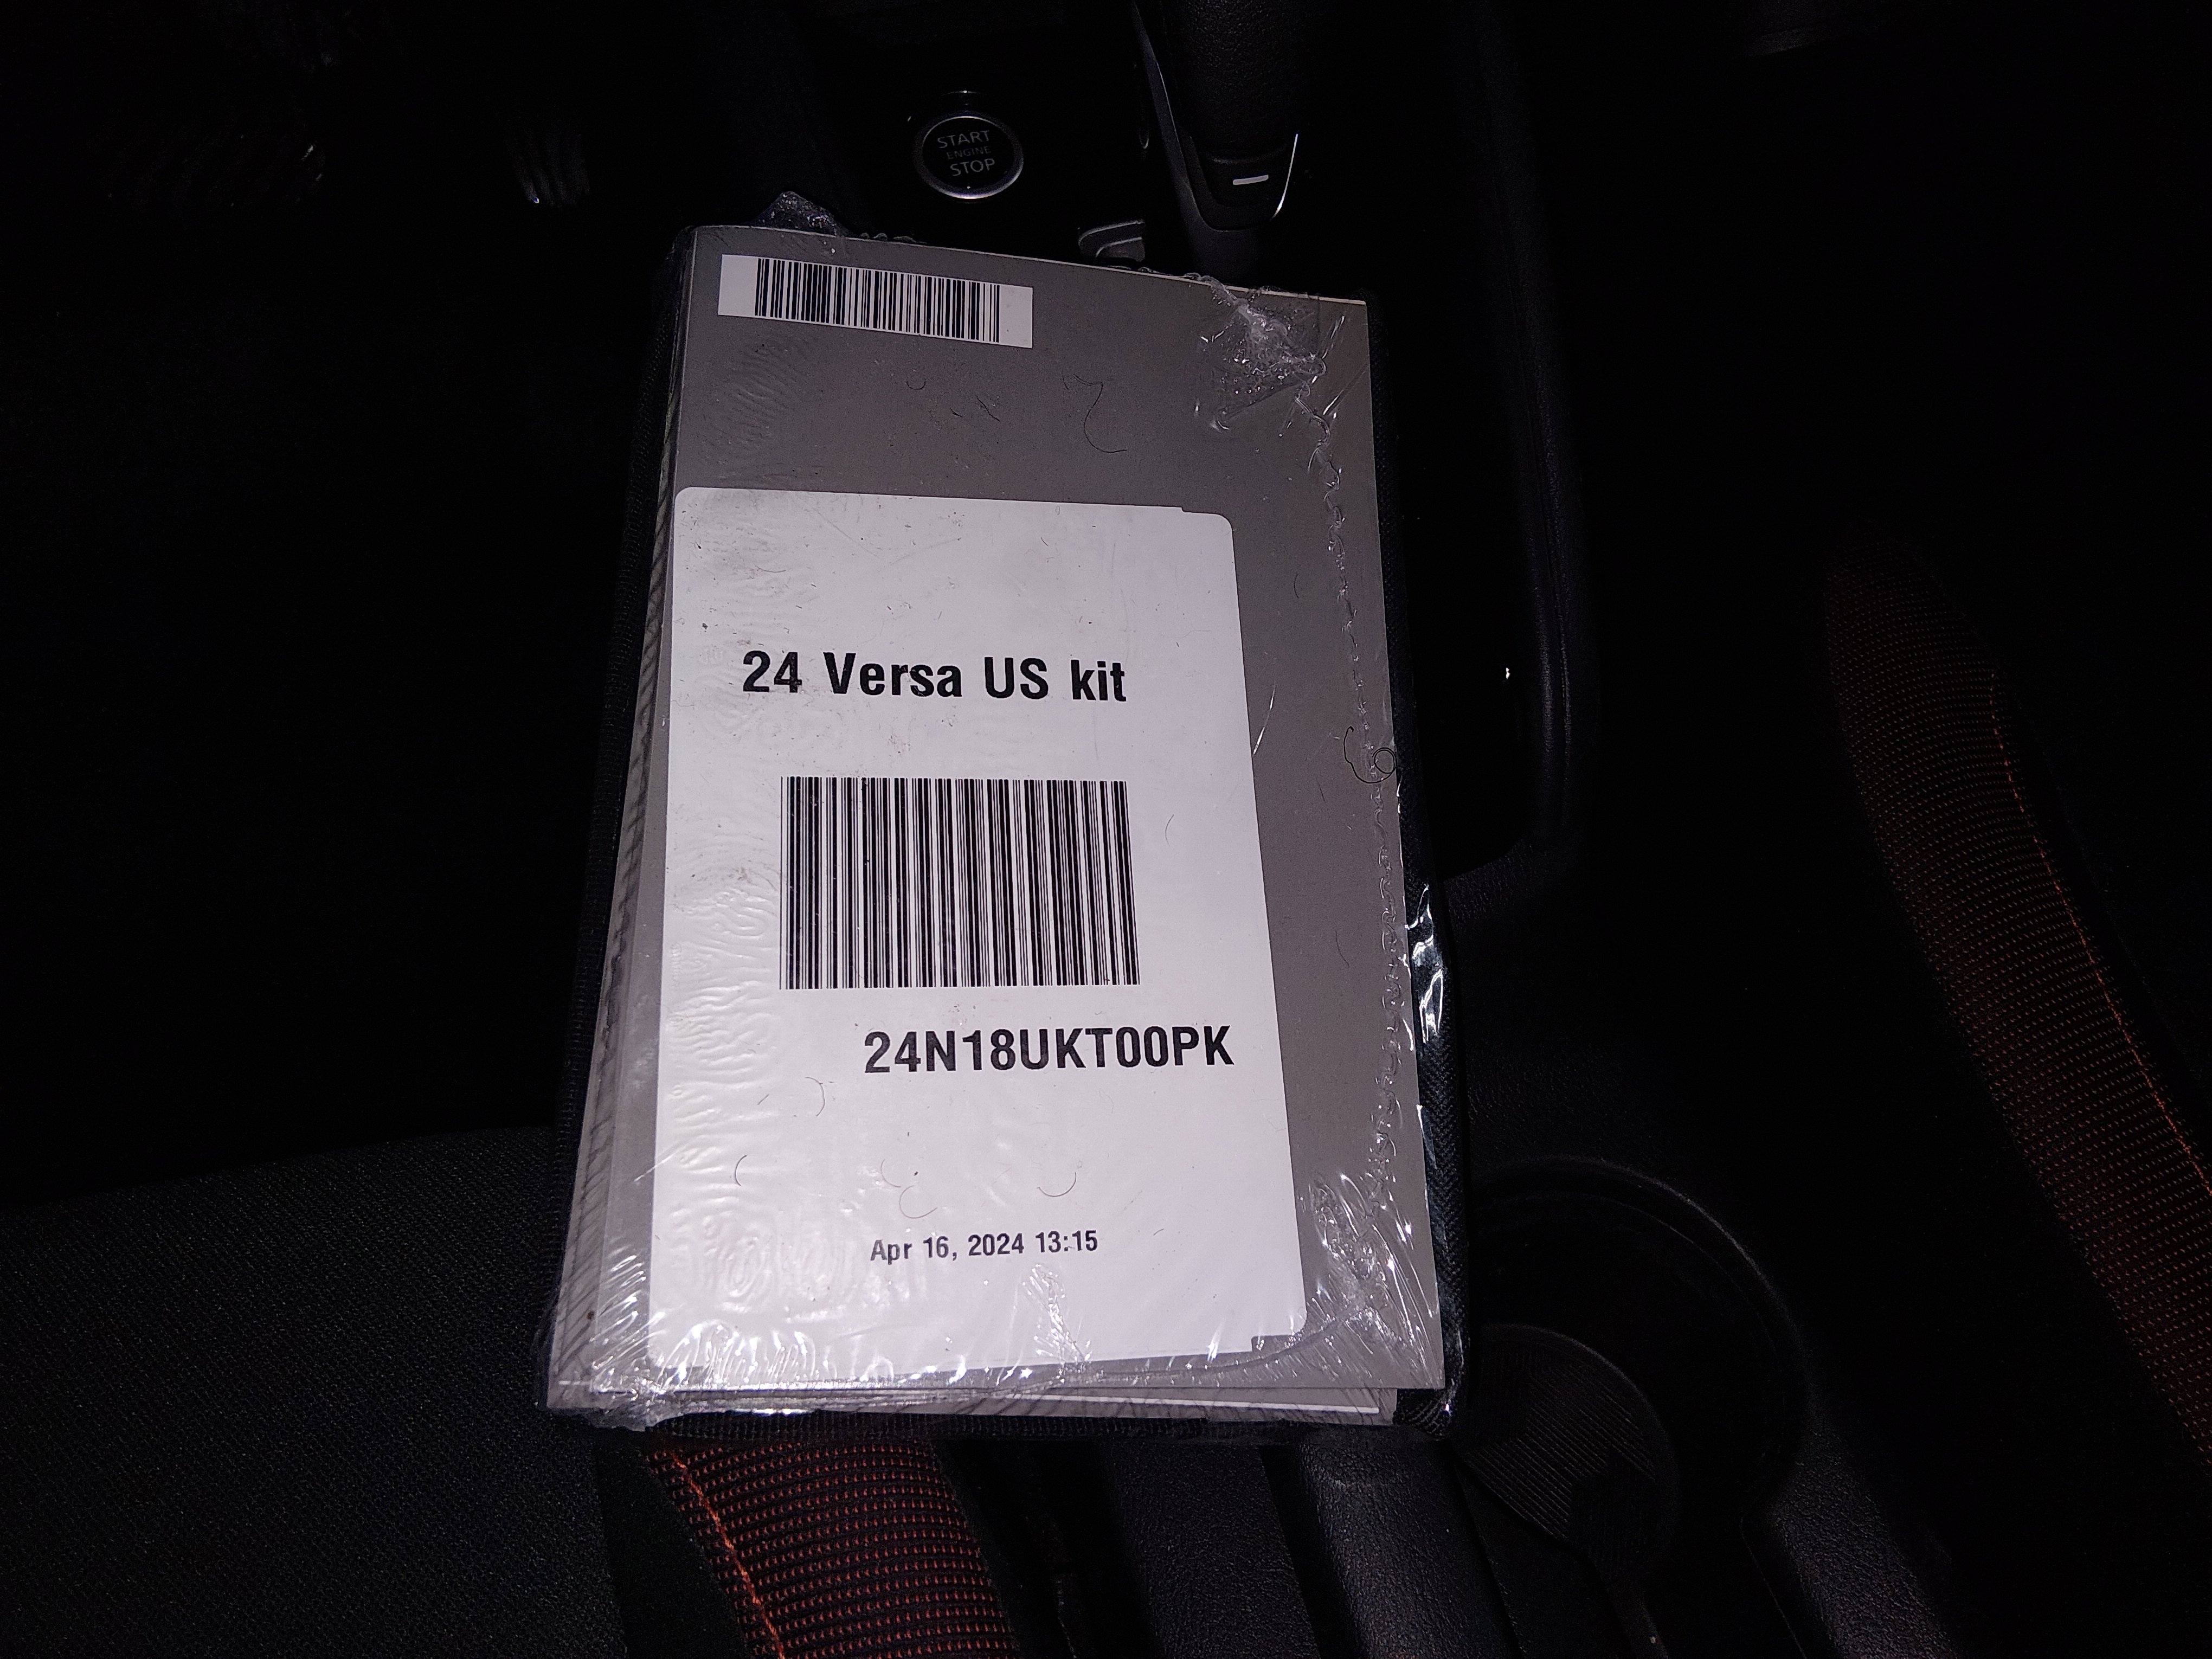 START
ENGINE
STOP
24 Versa US kit
24N18UKT00PK
Apr 16, 2024 13:15